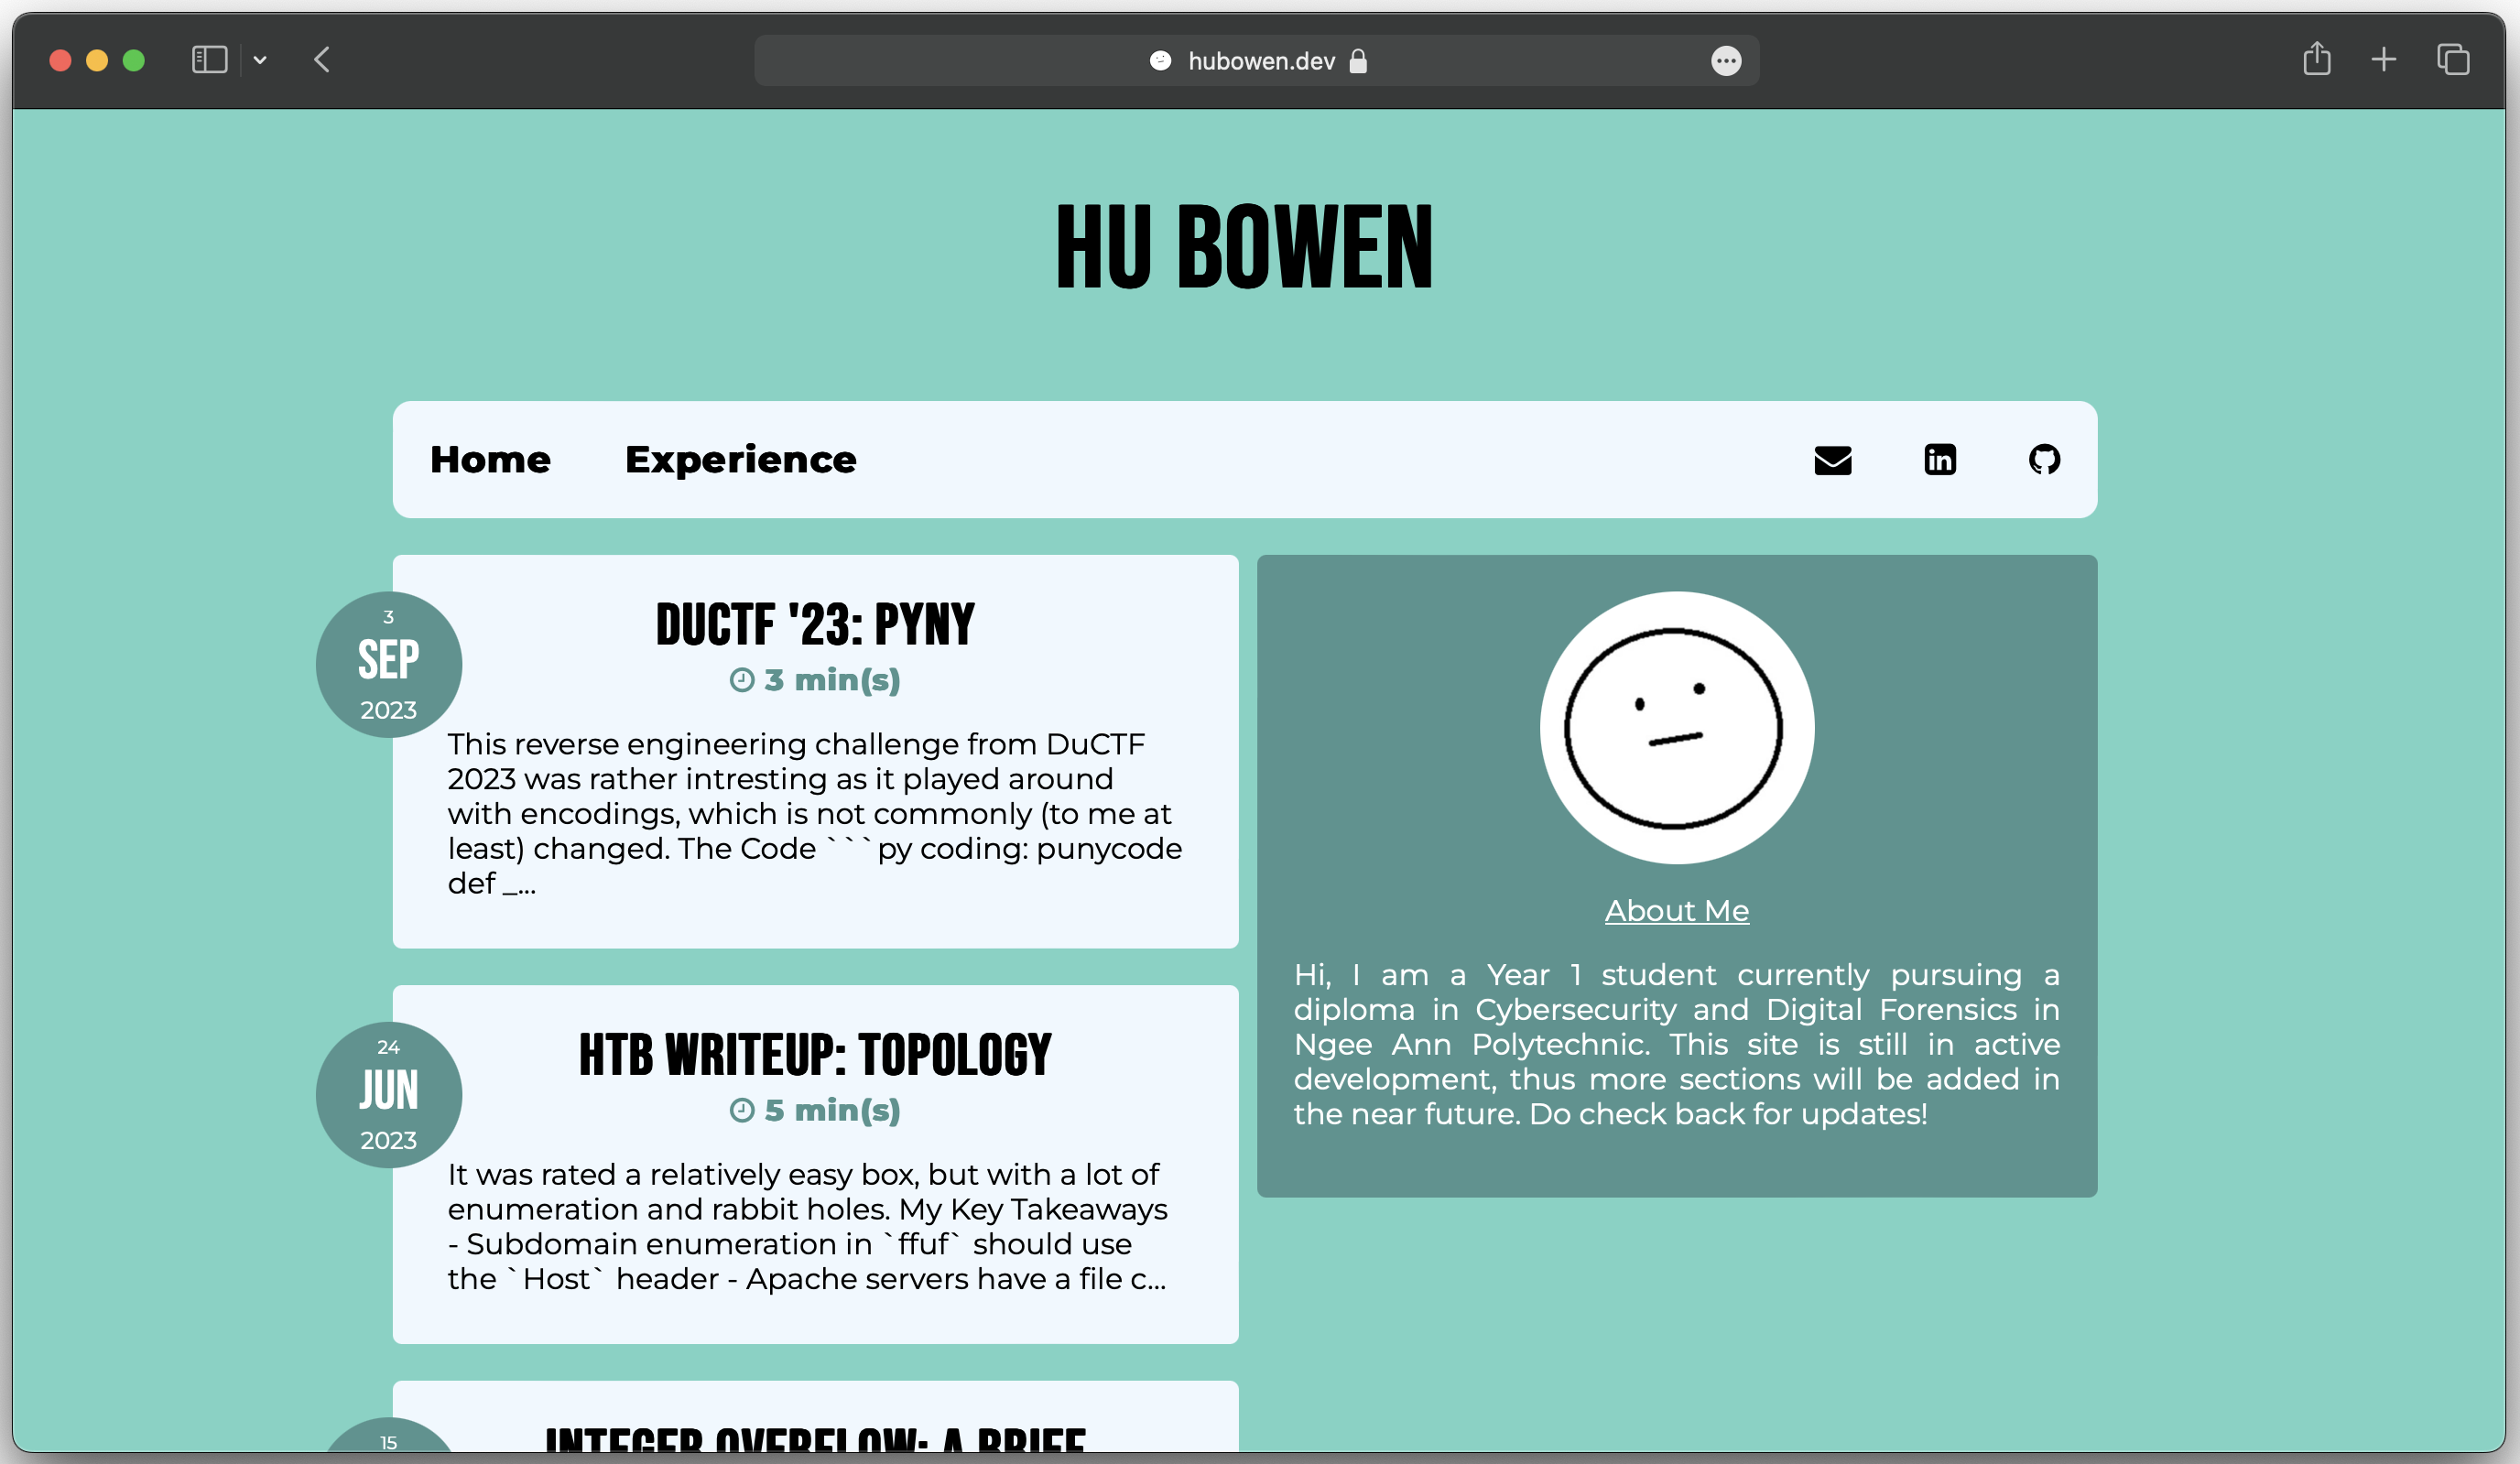 hubowen.dev
HU BOWEN
Home Experience
3
SEP
2023
DUCTF '23: PYNY
3 min(s)
This reverse engineering challenge from DuCTF
2023 was rather intresting as it played around
with encodings, which is not commonly (to me at
least) changed. The Code ```py coding: punycode
def _...
24
JUN
2023
HTB WRITEUP: TOPOLOGY
5 min(s)
It was rated a relatively easy box, but with a lot of
enumeration and rabbit holes. My Key Takeaways
- Subdomain enumeration in `ffuf` should use
the `Host` header - Apache servers have a file c...
15
INTEGER OVERFLOW: A BRIEF
About Me
Hi, I am a Year 1 student currently pursuing a
diploma in Cybersecurity and Digital Forensics in
Ngee Ann Polytechnic. This site is still in active
development, thus more sections will be added in
the near future. Do check back for updates!